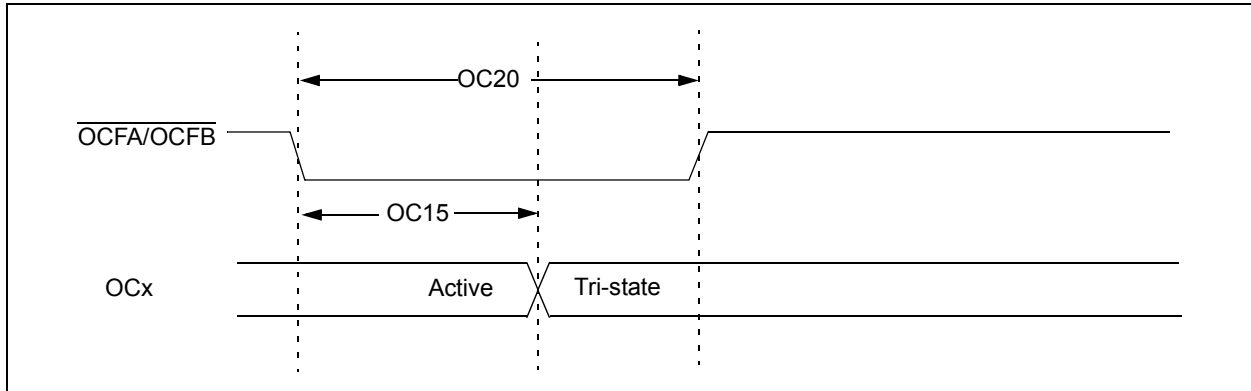 OC20
OCFA/OCFB
OC15
OCx
Active
Tri-state